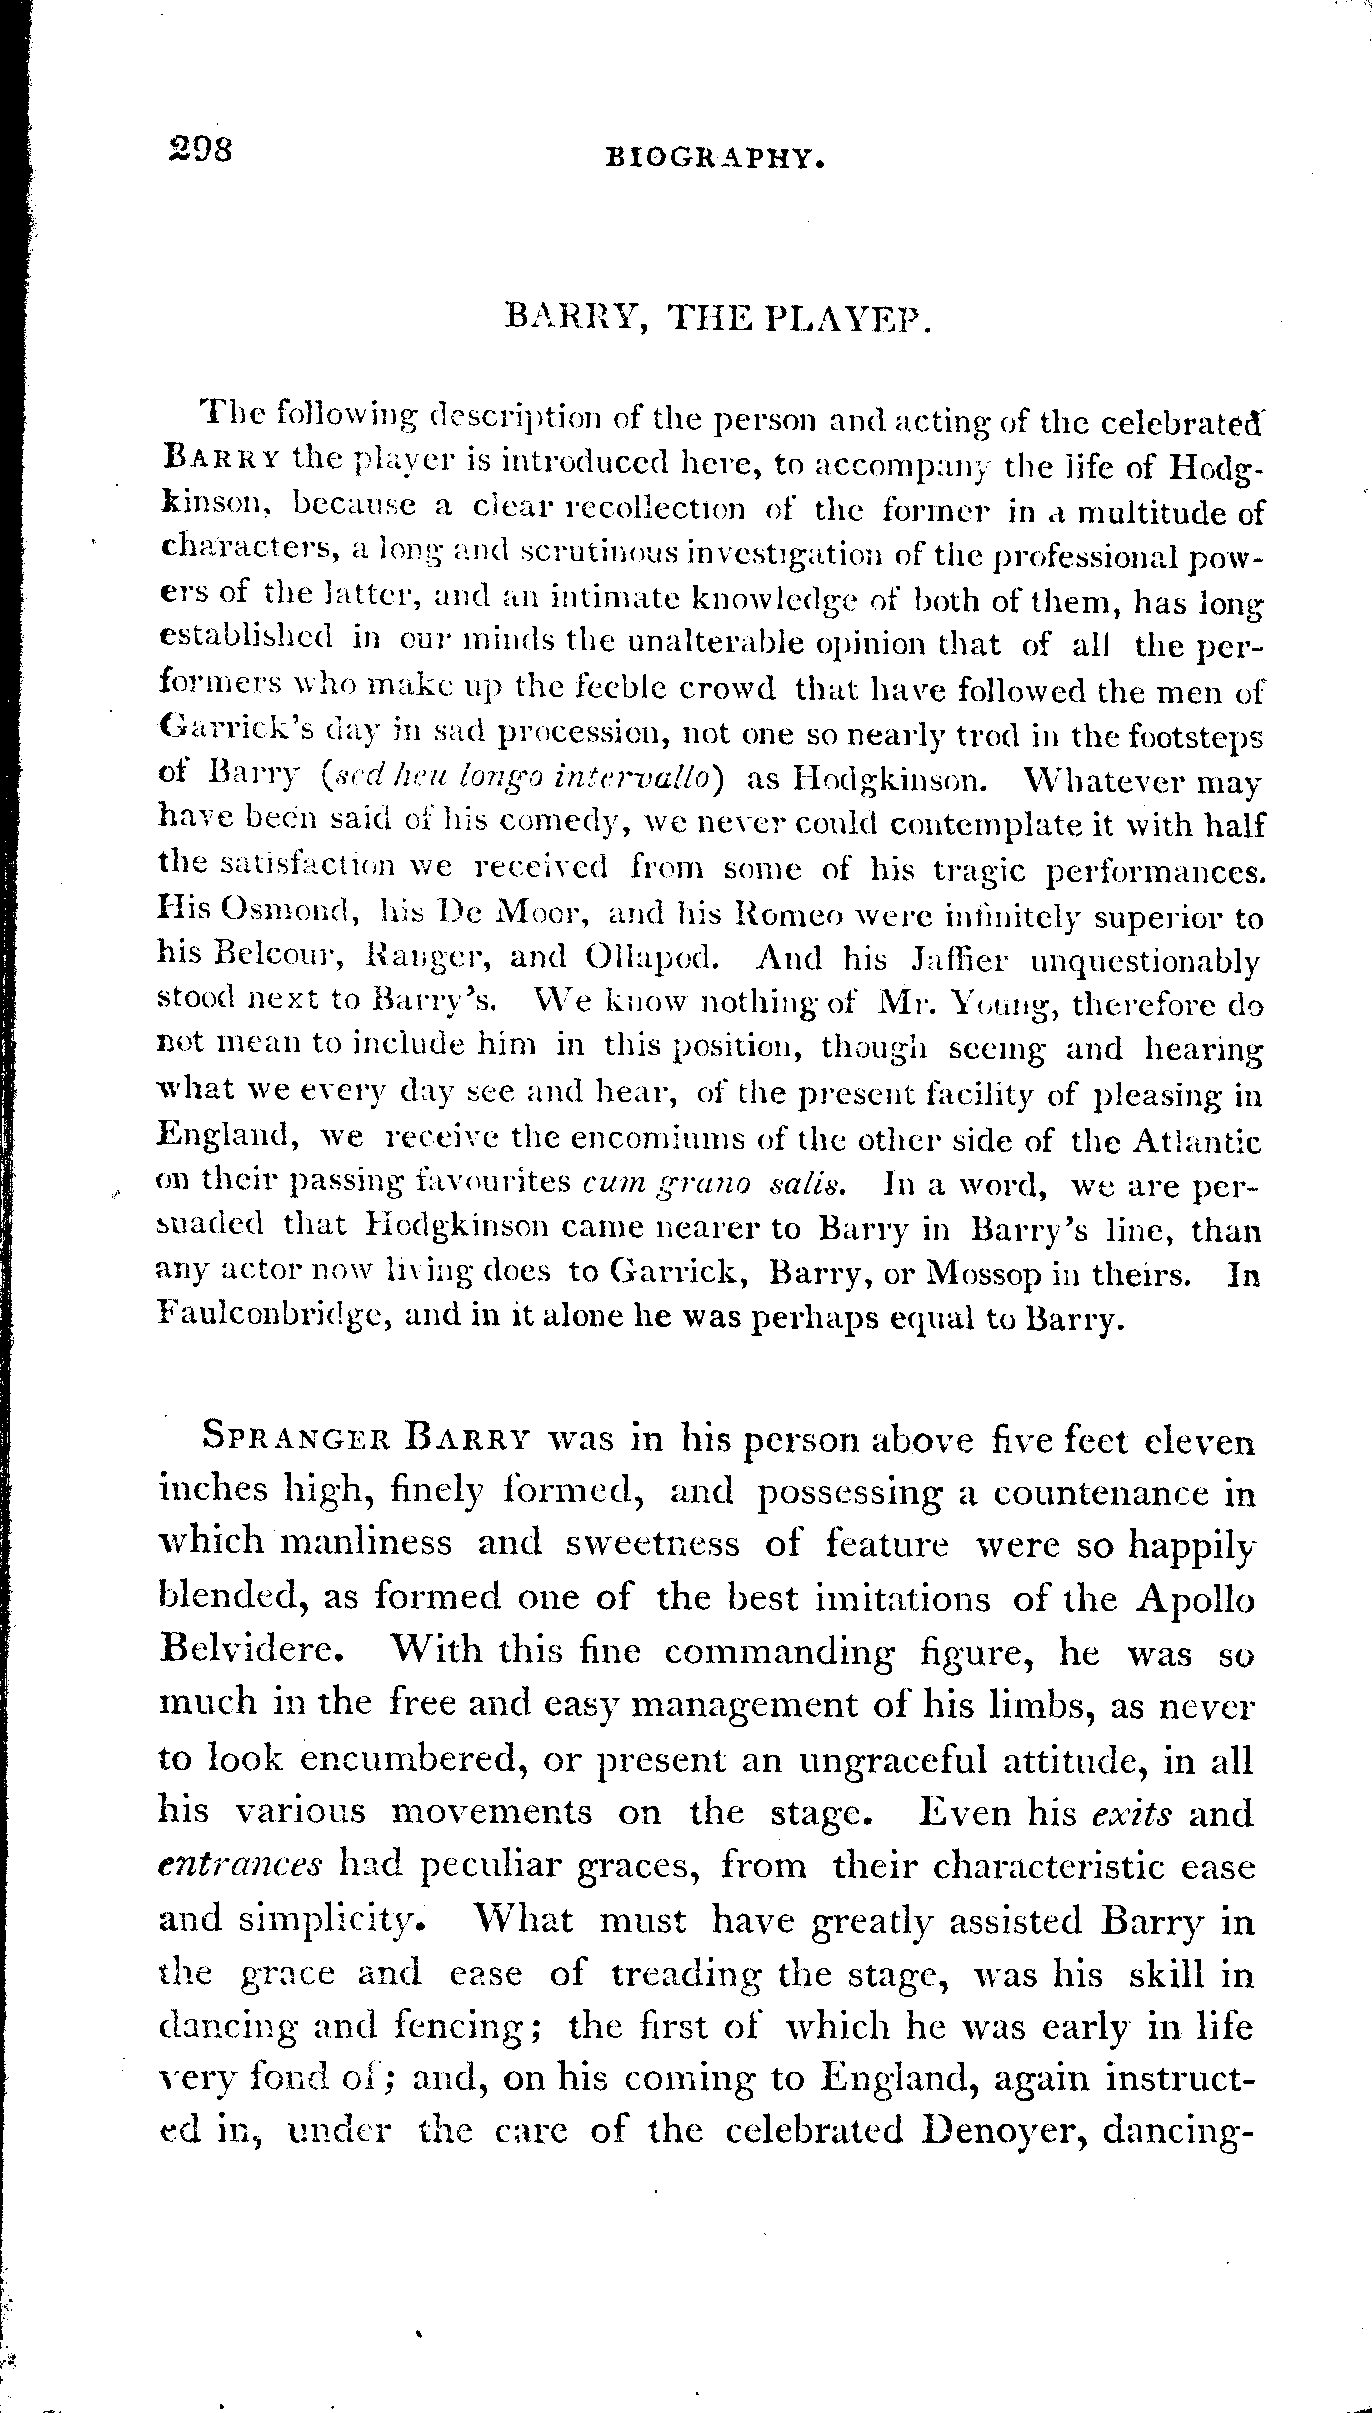 298
BIOGRAPHY.
BARRY, THE PLAYER.
The following description of the person and acting of the celebrated
BARRY the player is introduced here, to accompany the life of Hodg-
kinson, because a clear recollection of the former in a multitude of
characters, a long and scrutinous investigation of the professional pow-
ers of the latter, and an intimate knowledge of both of them, has long
established in our minds the unalterable opinion that of all the per-
formers who make up the feeble crowd that have followed the men of
Garrick's day in sad procession, not one so nearly trod in the footsteps
of Barry (sed heu longo intervallo) as Hodgkinson. Whatever may
have been said of his comedy, we never could contemplate it with half
the satisfaction we received from some of his tragic performances.
His Osmond, his De Moor, and his Romeo were infinitely superior to
his Belcour, Ranger, and Ollapod. And his Jaffier unquestionably
stood next to Barry's. We know nothing of Mr. Young, therefore do
not mean to include him in this position, though seeing and hearing
what we every day see and hear, of the present facility of pleasing in
England, we receive the encomiums of the other side of the Atlantic
on their passing favourites cum grano salis. In a word, we are per-
suaded that Hodgkinson came nearer to Barry in Barry's line, than
any actor now living does to Garrick, Barry, or Mossop in theirs. In
Faulconbridge, and in it alone he was perhaps equal to Barry.
SPRANGER BARRY was in his person above five feet eleven
inches high, finely formed, and possessing a countenance in
which manliness and sweetness of feature were so happily
blended, as formed one of the best imitations of the Apollo
Belvidere. With this fine commanding figure, he was so
much in the free and easy management of his limbs, as never
to look encumbered, or present an ungraceful attitude, in all
his various movements on the stage. Even his exits and
entrances had peculiar graces, from their characteristic ease
and simplicity. What must have greatly assisted Barry in
the grace and ease of treading the stage, was his skill in
dancing and fencing; the first of which he was early in life
very fond of; and, on his coming to England, again instruct-
ed in, under the care of the celebrated Denoyer, dancing-